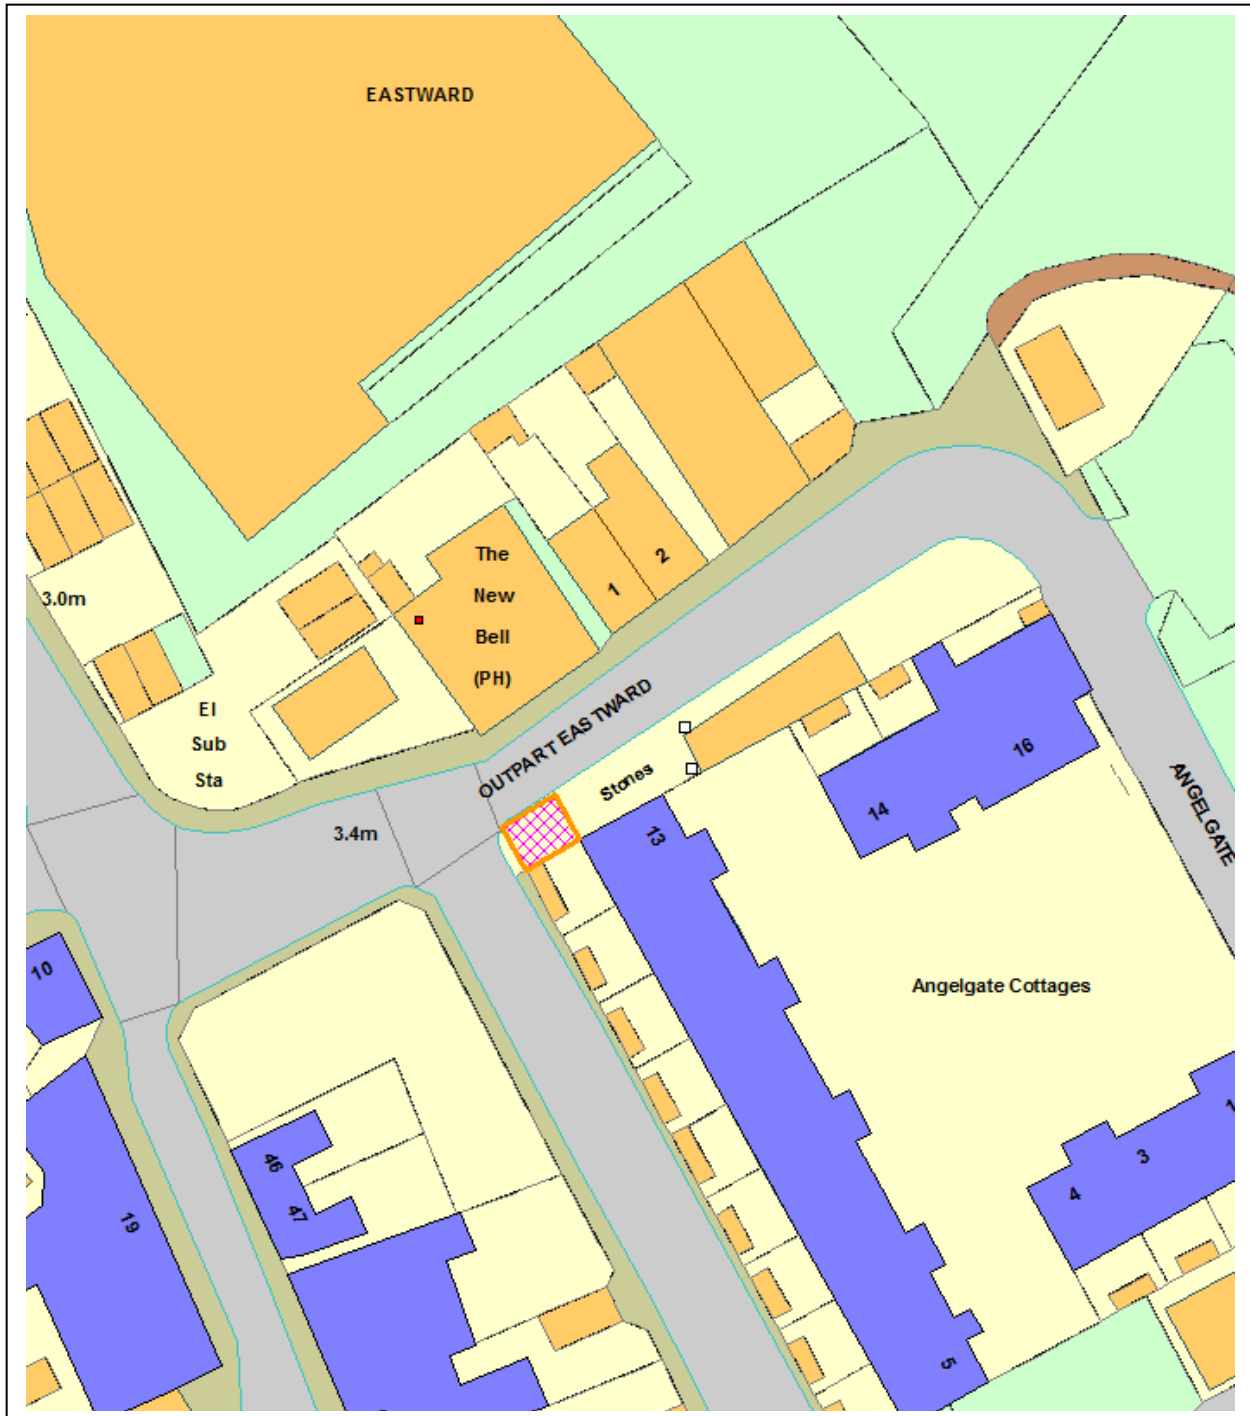 EASTWARD
The
New
Bell
(PH)
1
2
3.0m
El
Sub
Sta
OUTPART EASTWARD
3.4m
Stones
13
14
16
ANGELGATE
10
Angelgate Cottages
46
47
19
1
3
4
5